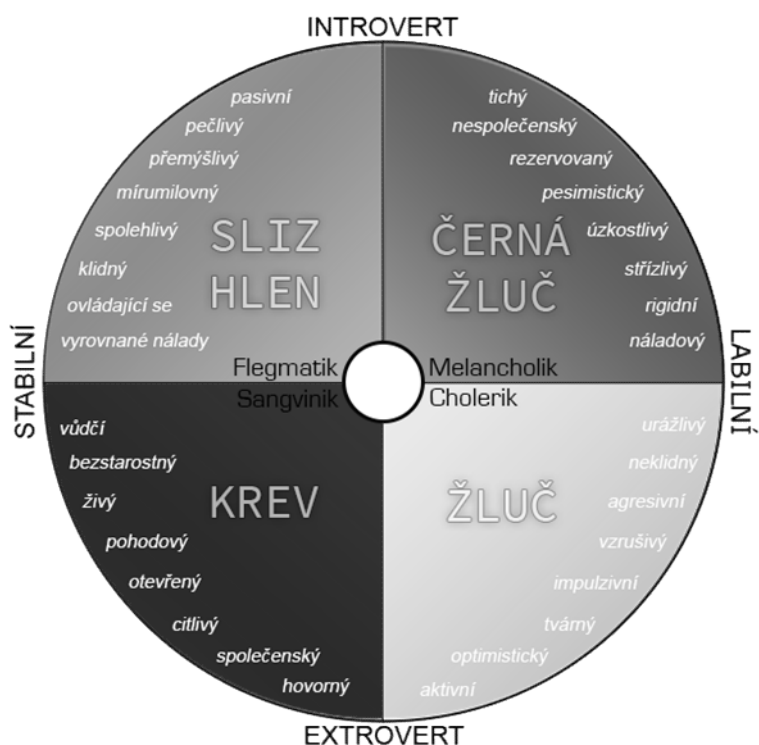 INTROVERT
pasivní
pečlivý
přemýšlivý
mírumilovný
spolehlivý
klidný
ovládající se
vyrovnané nálady
SLIZ
HLEN
Flegmatik
tichý
nespolečenský
rezervovaný
pesimistický
úzkostlivý
střízlivý
rigidní
náladový
ČERNÁ
ŽLUČ
Melancholik
STABILNÍ
LABILNÍ
Sangvinik
vůdčí
bezstarostný
živý
pohodový
otevřený
citlivý
společenský
hovorný
KREV
Cholerik
urážlivý
neklidný
agresivní
vzrušivý
impulzivní
tvárný
optimistický
aktivní
ŽLUČ
EXTROVERT